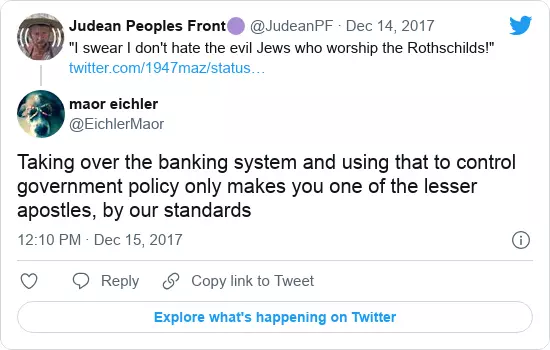 Judean Peoples Front🟣 @JudeanPF · Dec 14, 2017
"I swear I don't hate the evil Jews who worship the Rothschilds!"
twitter.com/1947maz/status…
maor eichler
@EichlerMaor
Taking over the banking system and using that to control
government policy only makes you one of the lesser
apostles, by our standards
12:10 PM · Dec 15, 2017
Reply
Copy link to Tweet
Explore what's happening on Twitter